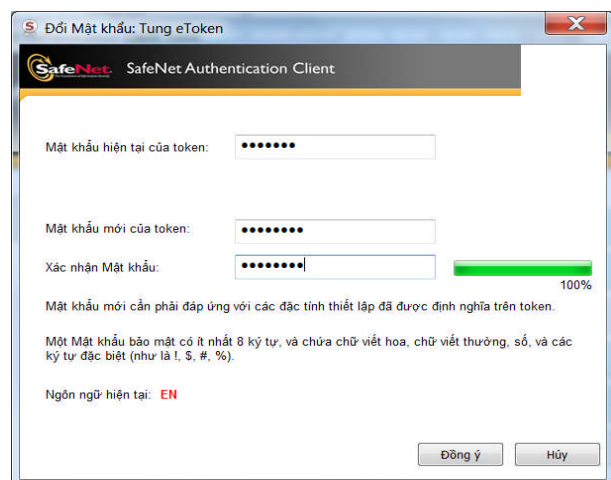 Đổi Mật khẩu: Tung eToken
SafeNet. SafeNet Authentication Client
Mật khẩu hiện tại của token: •••••••
Mật khẩu mới của token: ••••••••
Xác nhận Mật khẩu: ••••••••
100%
Mật khẩu mới cần phải đáp ứng với các đặc tính thiết lập đã được định nghĩa trên token.
Một Mật khẩu bảo mật có ít nhất 8 ký tự, và chứa chữ viết hoa, chữ viết thường, số, và các
ký tự đặc biệt (như là !, $, #, %).
Ngôn ngữ hiện tại: EN
Đồng ý Hủy